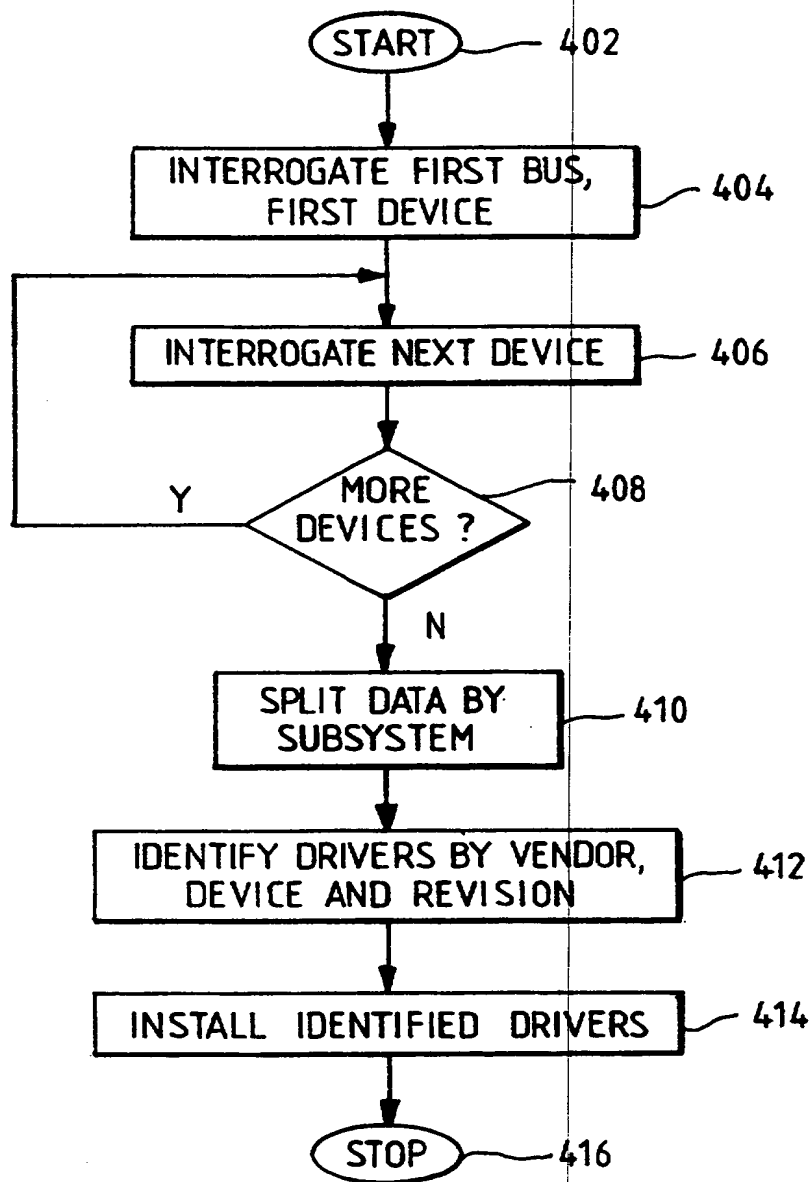 START
402
INTERROGATE FIRST BUS,
FIRST DEVICE
404
INTERROGATE NEXT DEVICE
406
MORE
DEVICES ?
408
Y
N
SPLIT DATA BY
SUBSYSTEM
410
IDENTIFY DRIVERS BY VENDOR,
DEVICE AND REVISION
412
INSTALL IDENTIFIED DRIVERS
414
STOP
416